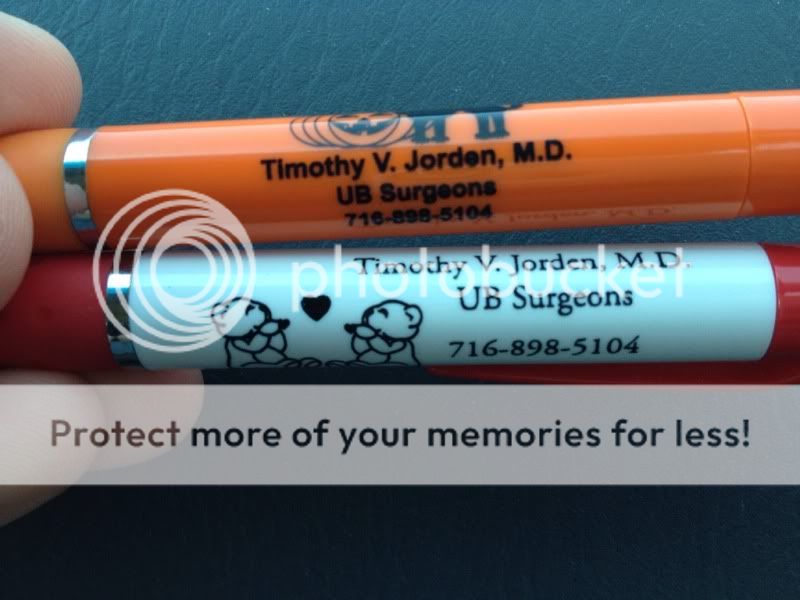 Timothy V. Jorden, M.D.
UB Surgeons
716-898-5104
photobucket
Timothy V. Jorden, M.D.
UB Surgeons
716-898-5104
Protect more of your memories for less!